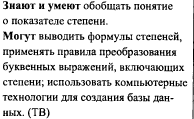 Знают и умеют обобщать понятие
о показателе степени.
Могут выводить формулы степеней,
применять правила преобразования
буквенных выражений, включающих
степени; использовать компьютерные
технологии для создания базы дан-
ных. (ТВ)